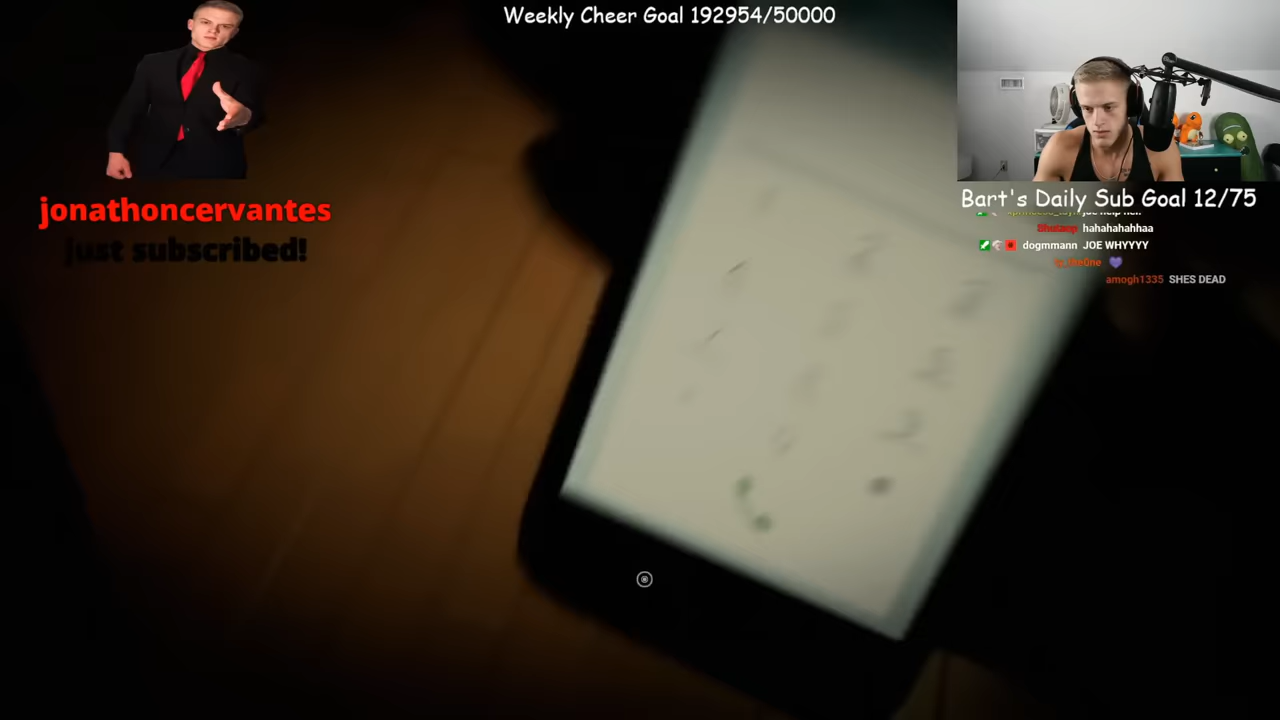 Weekly Cheer Goal 192954/50000
jonathoncervantes
just subscribed!
Bart's Daily Sub Goal 12/75
hahahahahhaa
dogmmann JOE WHYYYY
amogh1335 SHES DEAD